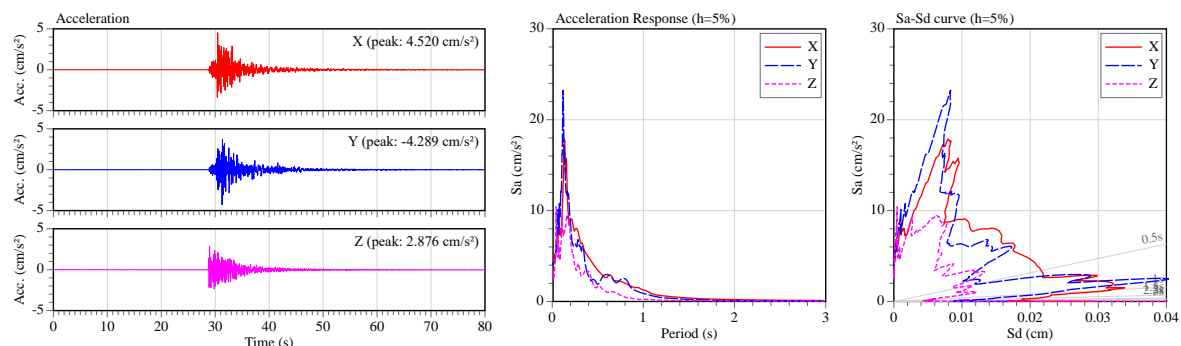 Acceleration
X (peak: 4.520 cm/s²)
Acc. (cm/s²)
5
0
-5
Y (peak: -4.289 cm/s²)
Acc. (cm/s²)
5
0
-5
Z (peak: 2.876 cm/s²)
Acc. (cm/s²)
5
0
-5
0 10 20 30 40 50 60 70 80
Time (s)
Acceleration Response (h=5%)
X
Y
Z
Sa (cm/s²)
30
20
10
0
0 1 2 3
Period (s)
Sa-Sd curve (h=5%)
X
Y
Z
Sa (cm/s²)
30
20
10
0
0.5s
0 0.01 0.02 0.03 0.04
Sd (cm)